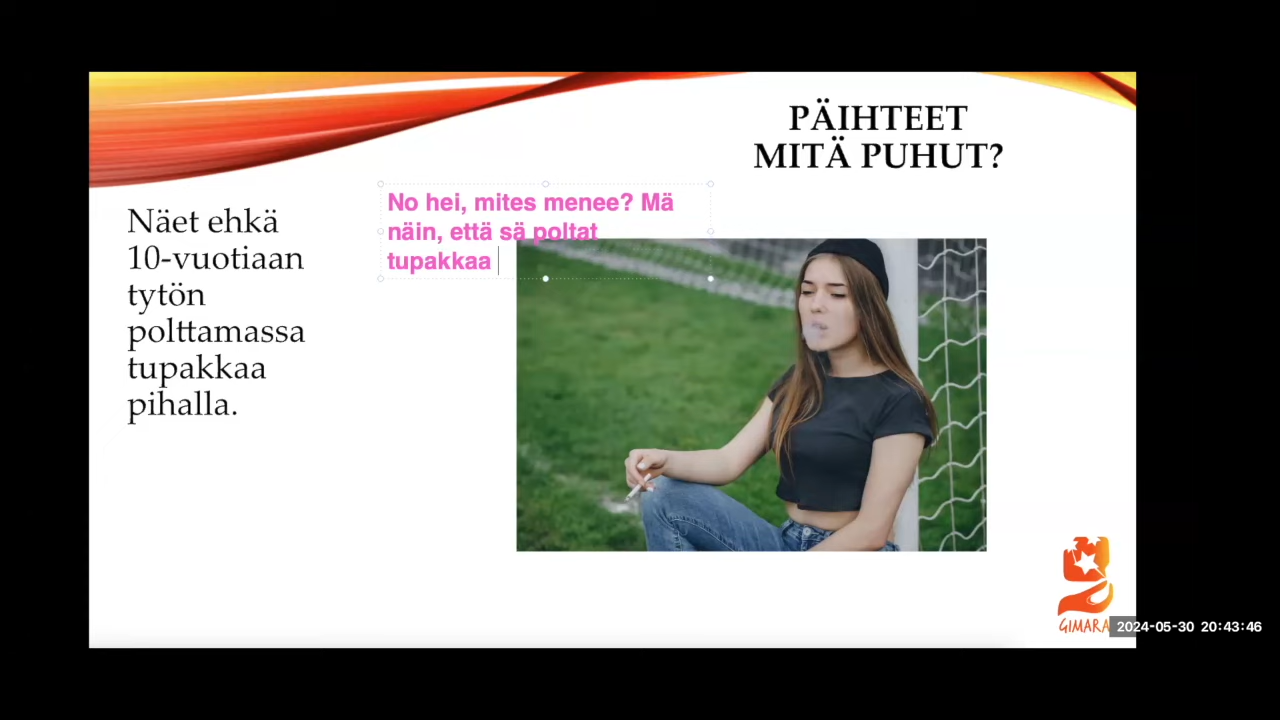 PÄIHTEET
MITÄ PUHUT?
No hei, mites menee? Mä
näin, että sä poltat
tupakkaa
Näet ehkä
10-vuotiaan
tytön
polttamassa
tupakkaa
pihalla.
GIMARA
2024-05-30 20:43:46